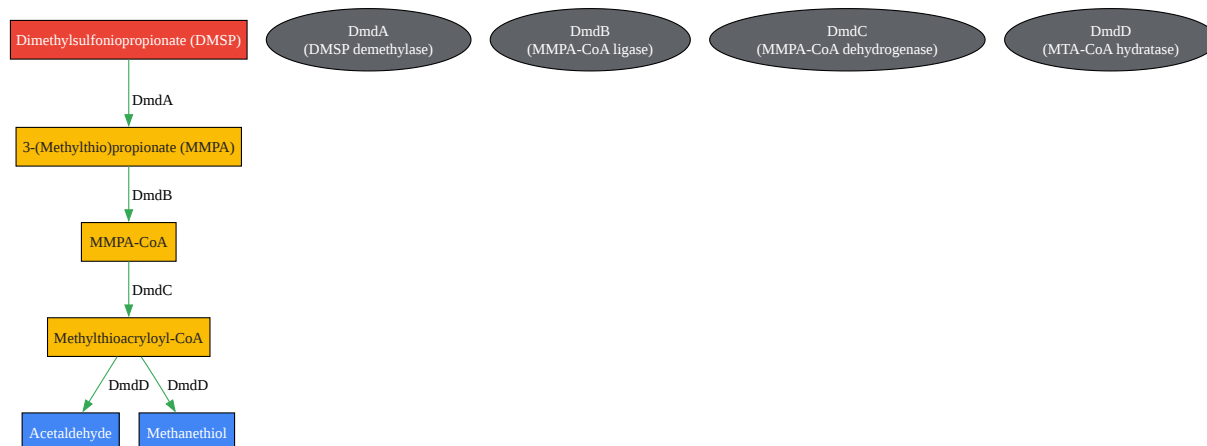 Dimethylsulfoniopropionate (DMSP)
DmdA
(DMSP demethylase)
DmdB
(MMPA-CoA ligase)
DmdC
(MMPA-CoA dehydrogenase)
DmdD
(MTA-CoA hydratase)
DmdA
3-(Methylthio)propionate (MMPA)
DmdB
MMPA-CoA
DmdC
Methylthioacryloyl-CoA
DmdD
DmdD
Acetaldehyde
Methanethiol